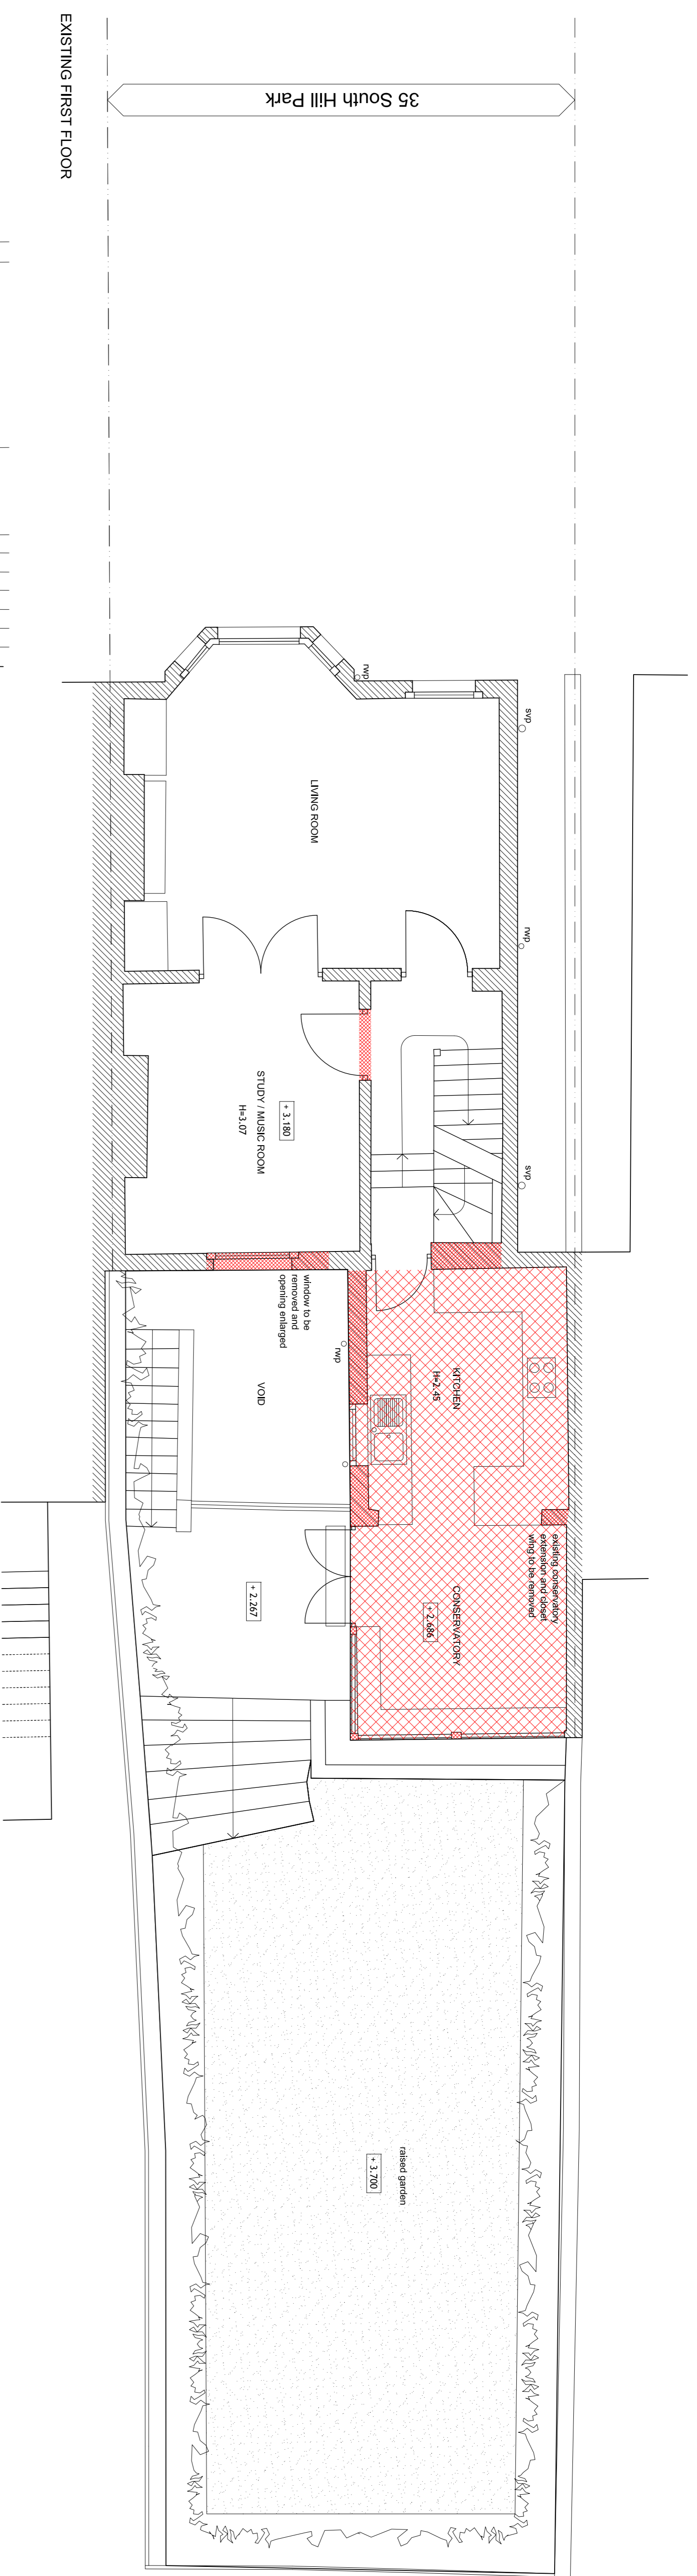 EXISTING FIRST FLOOR
35 South Hill Park
rwp
svp
LIVING ROOM
rwp
STUDY / MUSIC ROOM
H=3.07
+ 3.180
svp
window to be
removed and
opening enlarged
rwp
VOID
KITCHEN
H=2.45
existing conservatory
extension and closet
wing to be removed
CONSERVATORY
+ 2.686
+ 2.267
raised garden
+ 3.700